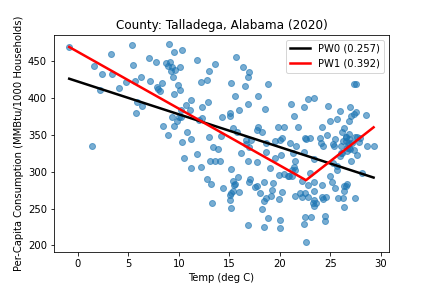 County: Talladega, Alabama (2020)
PW0 (0.257)
PW1 (0.392)
Per-Capita Consumption (MMBtu/1000 Households)
450
400
350
300
250
200
0 5 10 15 20 25 30
Temp (deg C)